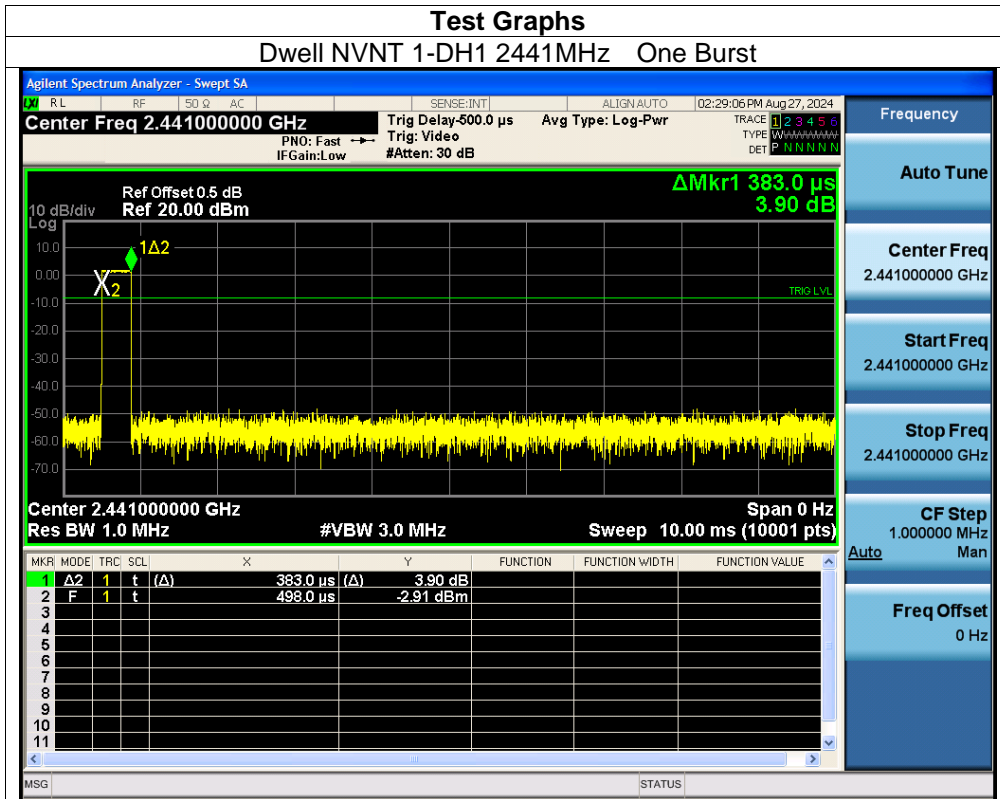 Test Graphs
Dwell NVNT 1-DH1 2441MHz One Burst
Agilent Spectrum Analyzer - Swept SA
LXI RL RF 50 Ω AC SENSE:INT ALIGN AUTO 02:29:06 PM Aug 27, 2024
Center Freq 2.441000000 GHz
PNO: Fast
IFGain:Low
Trig Delay-500.0 µs
Trig: Video
#Atten: 30 dB
Avg Type: Log-Pwr
TRACE 1 2 3 4 5 6
TYPE W
DET P N N N N N
Frequency
Auto Tune
Center Freq
2.441000000 GHz
Start Freq
2.441000000 GHz
Stop Freq
2.441000000 GHz
CF Step
1.000000 MHz
Auto Man
Freq Offset
0 Hz
ΔMkr1 383.0 µs
3.90 dB
Ref Offset 0.5 dB
10 dB/div Ref 20.00 dBm
Log
10.0
0.00
-10.0
-20.0
-30.0
-40.0
-50.0
-60.0
-70.0
1Δ2
X2
TRIG LVL
Center 2.441000000 GHz Span 0 Hz
Res BW 1.0 MHz #VBW 3.0 MHz Sweep 10.00 ms (10001 pts)
MKR MODE TRC SCL X Y FUNCTION FUNCTION WIDTH FUNCTION VALUE
1 Δ2 1 t (Δ) 383.0 µs (Δ) 3.90 dB
2 F 1 t 498.0 µs -2.91 dBm
3
4
5
6
7
8
9
10
11
MSG STATUS